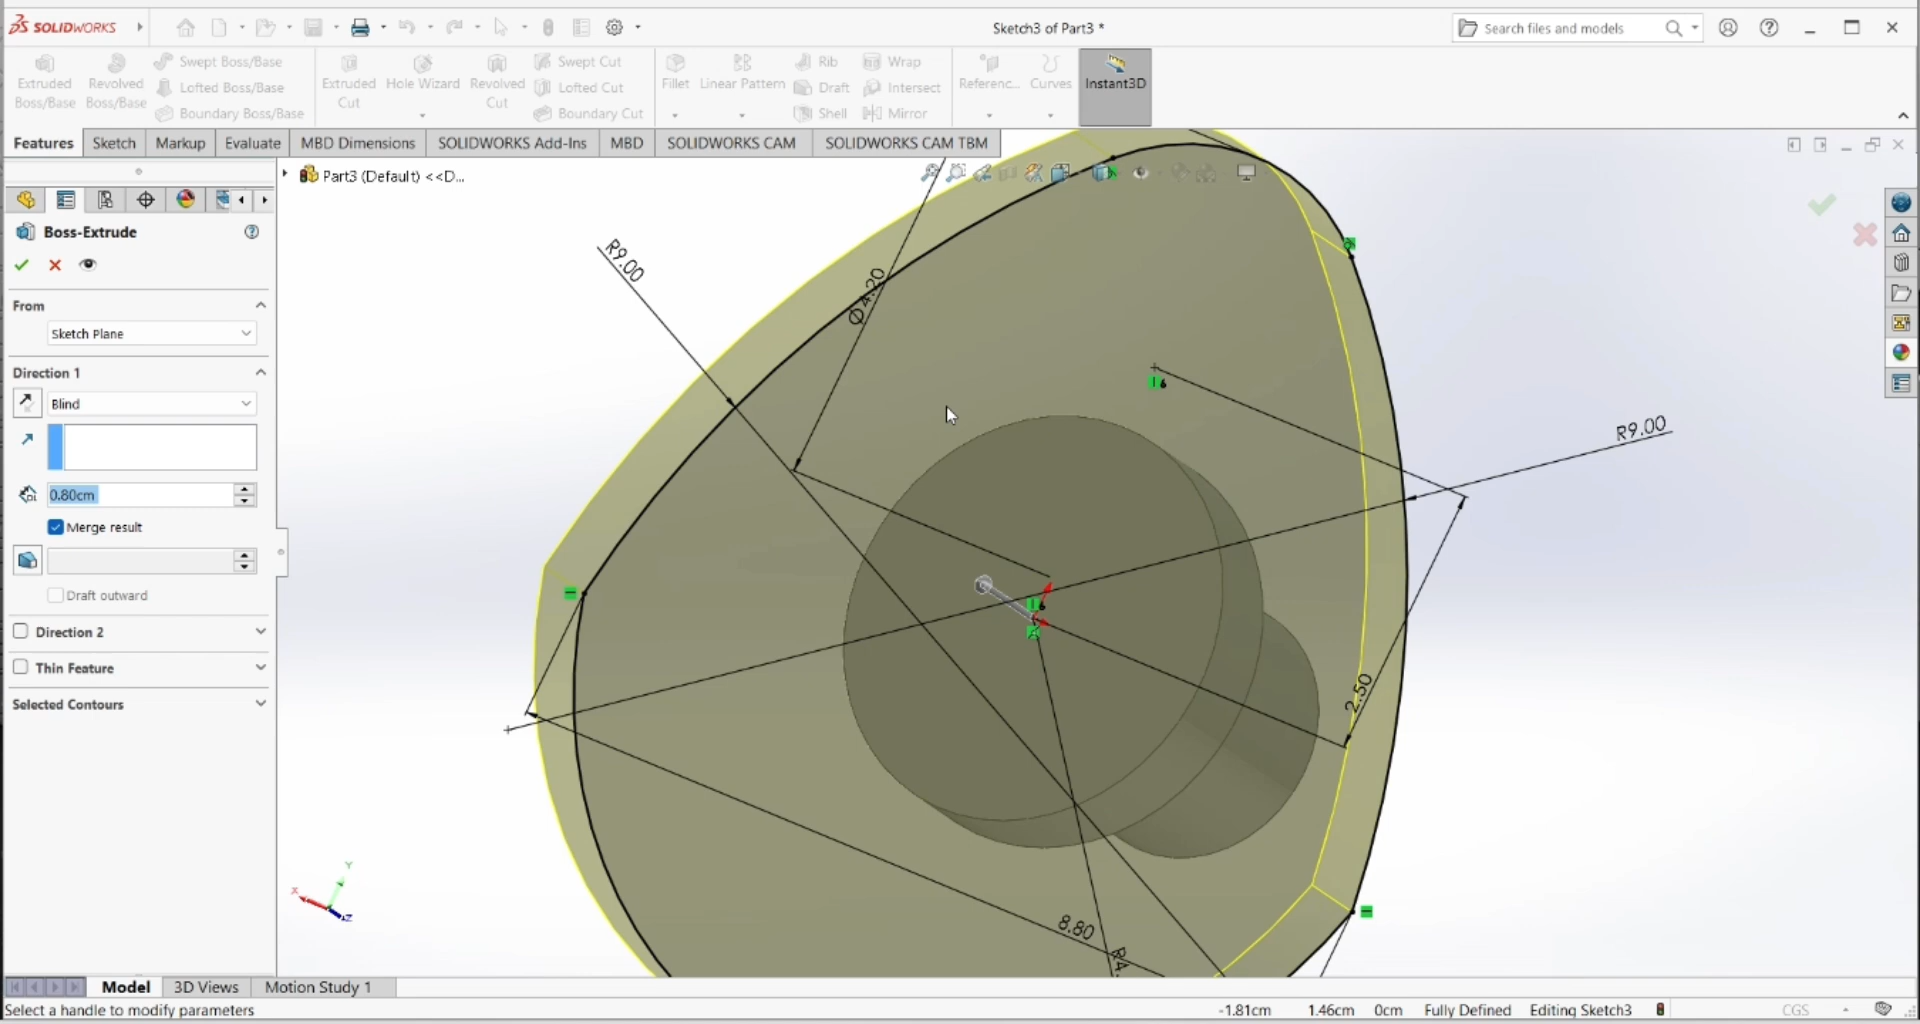 SOLIDWORKS
Sketch3 of Part3 *
Search files and models
Extruded Boss/Base
Revolved Boss/Base
Swept Boss/Base
Lofted Boss/Base
Boundary Boss/Base
Extruded Cut
Hole Wizard
Revolved Cut
Swept Cut
Lofted Cut
Boundary Cut
Fillet
Linear Pattern
Rib
Draft
Shell
Wrap
Intersect
Mirror
Referenc...
Curves
Instant3D
Features
Sketch
Markup
Evaluate
MBD Dimensions
SOLIDWORKS Add-Ins
MBD
SOLIDWORKS CAM
SOLIDWORKS CAM TBM
Part3 (Default) <<D...
Boss-Extrude
From
Sketch Plane
Direction 1
Blind
0.80cm
Merge result
Draft outward
Direction 2
Thin Feature
Selected Contours
R9.00
Ø4.20
R9.00
2.50
8.80
R4.
6
6
Y
X
Z
Model
3D Views
Motion Study 1
Select a handle to modify parameters
-1.81cm
1.46cm
0cm
Fully Defined
Editing Sketch3
CGS